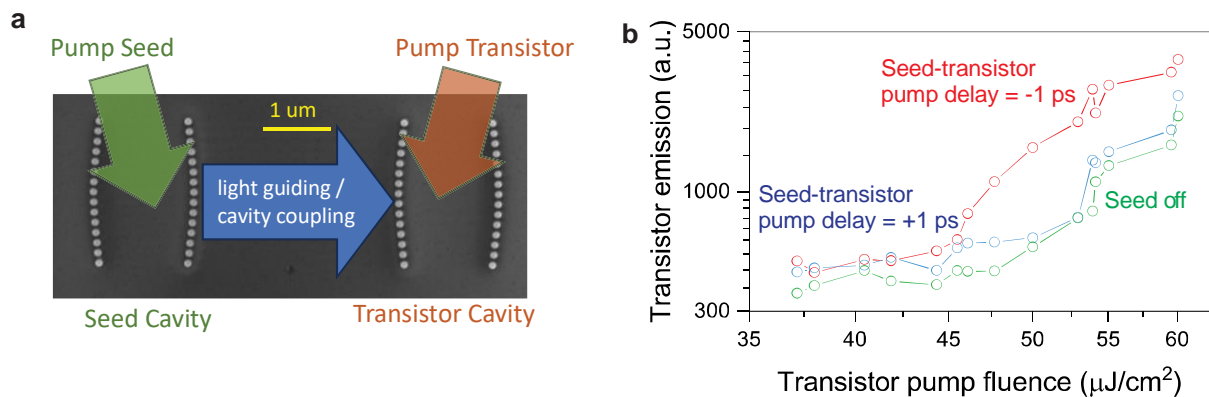 a
Pump Seed
Pump Transistor
1 um
light guiding /
cavity coupling
Seed Cavity
Transistor Cavity
b
Transistor emission (a.u.)
5000
1000
300
Seed-transistor
pump delay = -1 ps
Seed-transistor
pump delay = +1 ps
Seed off
35
40
45
50
55
60
Transistor pump fluence (μJ/cm²)